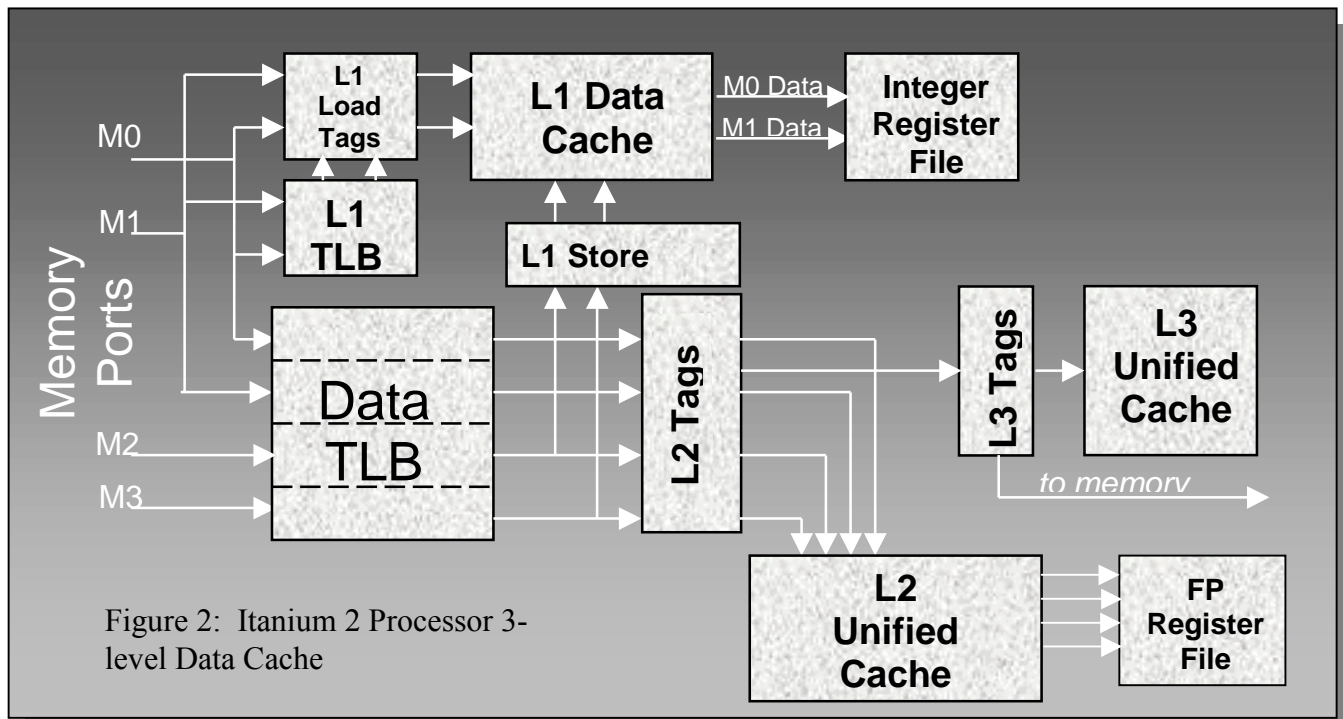 L1
Load
Tags
L1 Data
Cache
M0 Data
M1 Data
Integer
Register
File
M0
M1
L1
TLB
L1 Store
Memory
Ports
Data
TLB
L2 Tags
L3 Tags
L3
Unified
Cache
M2
M3
to memory
L2
Unified
Cache
FP
Register
File
Figure 2: Itanium 2 Processor 3-
level Data Cache